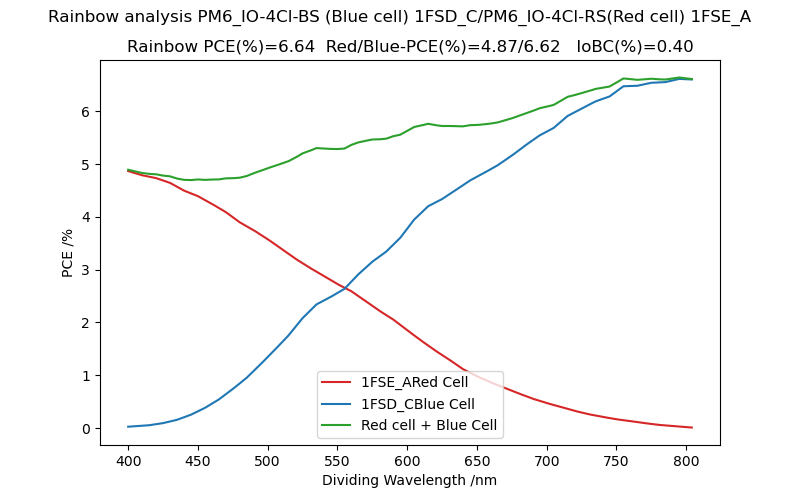 Rainbow analysis PM6_IO-4Cl-BS (Blue cell) 1FSD_C/PM6_IO-4Cl-RS(Red cell) 1FSE_A
Rainbow PCE(%)=6.64  Red/Blue-PCE(%)=4.87/6.62   IoBC(%)=0.40
PCE /%
6
5
4
3
2
1
0
1FSE_ARed Cell
1FSD_CBlue Cell
Red cell + Blue Cell
400 450 500 550 600 650 700 750 800
Dividing Wavelength /nm